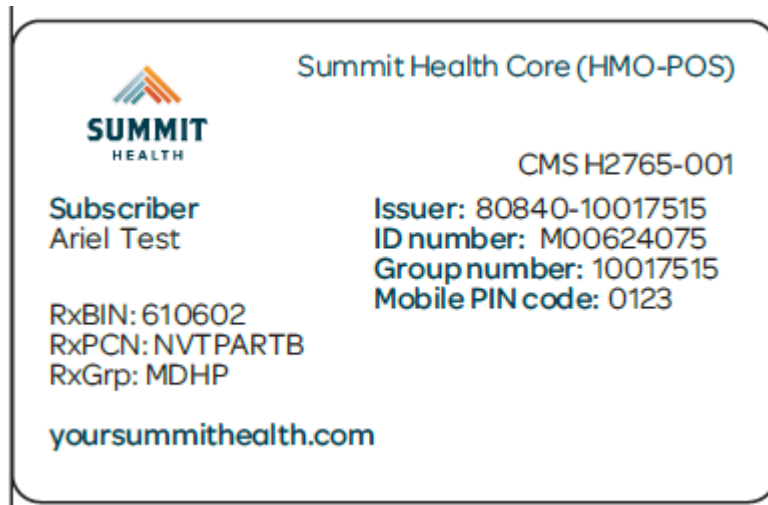 Summit Health Core (HMO-POS)
SUMMIT
HEALTH
CMS H2765-001
Subscriber
Ariel Test
Issuer: 80840-10017515
ID number: M00624075
Group number: 10017515
Mobile PIN code: 0123
RxBIN: 610602
RxPCN: NVTPARTB
RxGrp: MDHP
yoursummithealth.com